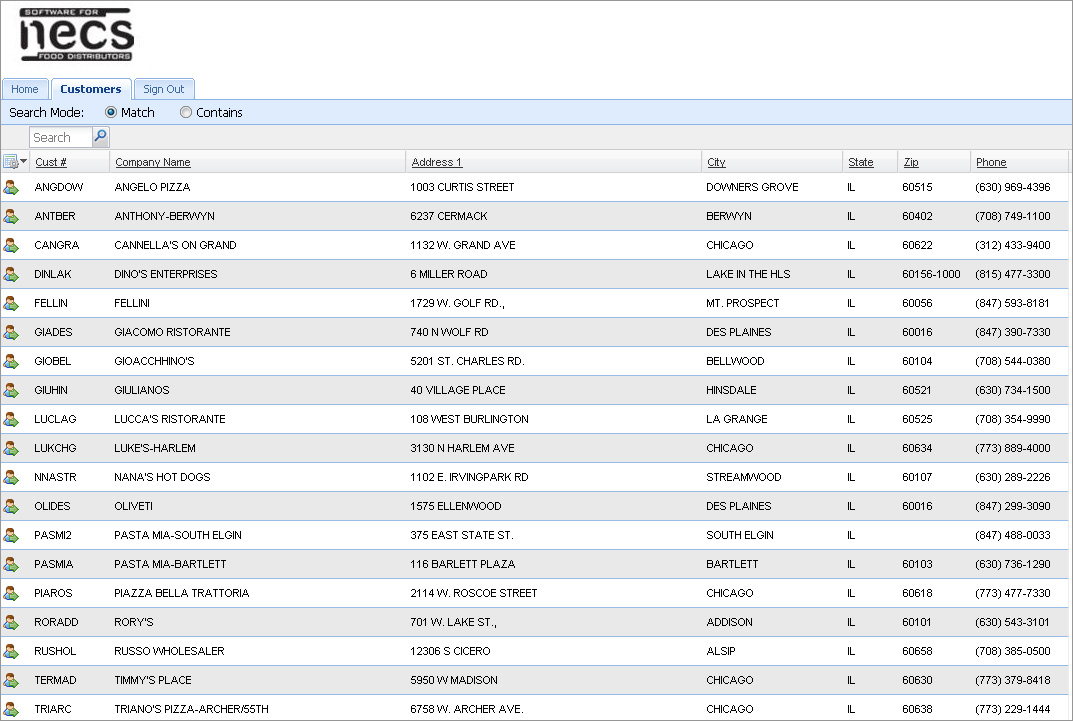 SOFTWARE FOR
necs
FOOD DISTRIBUTORS
Home Customers Sign Out
Search Mode: Match Contains
Search
Cust # Company Name Address 1 City State Zip Phone
ANGDOW ANGELO PIZZA 1003 CURTIS STREET DOWNERS GROVE IL 60515 (630) 969-4396
ANTBER ANTHONY-BERWYN 6237 CERMACK BERWYN IL 60402 (708) 749-1100
CANGRA CANNELLA'S ON GRAND 1132 W. GRAND AVE CHICAGO IL 60622 (312) 433-9400
DINLAK DINO'S ENTERPRISES 6 MILLER ROAD LAKE IN THE HLS IL 60156-1000 (815) 477-3300
FELLIN FELLINI 1729 W. GOLF RD., MT. PROSPECT IL 60056 (847) 593-8181
GIADES GIACOMO RISTORANTE 740 N WOLF RD DES PLAINES IL 60016 (847) 390-7330
GIOBEL GIOACCHHINO'S 5201 ST. CHARLES RD. BELLWOOD IL 60104 (708) 544-0380
GIUHIN GIULIANOS 40 VILLAGE PLACE HINSDALE IL 60521 (630) 734-1500
LUCLAG LUCCA'S RISTORANTE 108 WEST BURLINGTON LA GRANGE IL 60525 (708) 354-9990
LUKCHG LUKE'S-HARLEM 3130 N HARLEM AVE CHICAGO IL 60634 (773) 889-4000
NNASTR NANA'S HOT DOGS 1102 E. IRVINGPARK RD STREAMWOOD IL 60107 (630) 289-2226
OLIDES OLIVETI 1575 ELLENWOOD DES PLAINES IL 60016 (847) 299-3090
PASMI2 PASTA MIA-SOUTH ELGIN 375 EAST STATE ST. SOUTH ELGIN IL (847) 488-0033
PASMIA PASTA MIA-BARTLETT 116 BARLETT PLAZA BARTLETT IL 60103 (630) 736-1290
PIAROS PIAZZA BELLA TRATTORIA 2114 W. ROSCOE STREET CHICAGO IL 60618 (773) 477-7330
RORADD RORY'S 701 W. LAKE ST., ADDISON IL 60101 (630) 543-3101
RUSHOL RUSSO WHOLESALER 12306 S CICERO ALSIP IL 60658 (708) 385-0500
TERMAD TIMMY'S PLACE 5950 W MADISON CHICAGO IL 60630 (773) 379-8418
TRIARC TRIANO'S PIZZA-ARCHER/55TH 6758 W. ARCHER AVE. CHICAGO IL 60638 (773) 229-1444